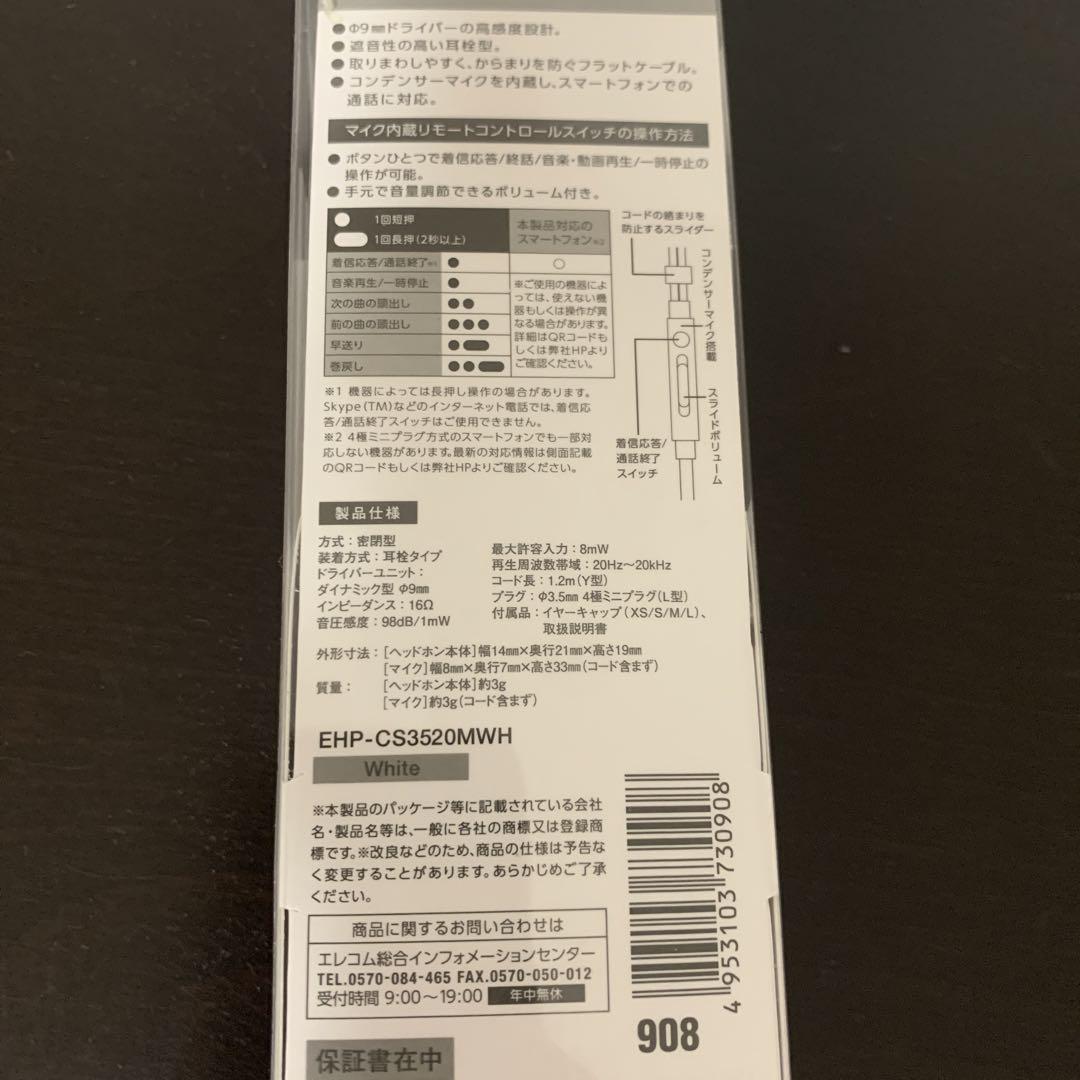 ●Φ9㎜ドライバーの高感度設計。
●遮音性の高い耳栓型。
●取りまわしやすく、からまりを防ぐフラットケーブル。
●コンデンサーマイクを内蔵し、スマートフォンでの
通話に対応。
マイク内蔵リモートコントロールスイッチの操作方法
●ボタンひとつで着信応答/終話/音楽・動画再生/一時停止の
操作が可能。
●手元で音量調節できるボリューム付き。
1回短押
1回長押(2秒以上)
本製品対応の
スマートフォン※2
着信応答/通話終了※1 ● ○
音楽再生/一時停止 ●
次の曲の頭出し ●●
前の曲の頭出し ●●●
早送り
巻戻し
※ご使用の機器によ
っては、使えない機
器もしくは操作が異
なる場合があります。
詳細はQRコードも
しくは弊社HPより
ご確認ください。
コードの絡まりを
防止するスライダー
コンデンサーマイク搭載
スライドボリューム
着信応答/
通話終了
スイッチ
※1 機器によっては長押し操作の場合があります。
Skype(TM)などのインターネット電話では、着信応
答/通話終了スイッチはご使用できません。
※2 4極ミニプラグ方式のスマートフォンでも一部対
応しない機器があります。最新の対応情報は側面記載
のQRコードもしくは弊社HPよりご確認ください。
製品仕様
方式:密閉型
装着方式:耳栓タイプ
ドライバーユニット:
ダイナミック型 Φ9mm
インピーダンス:16Ω
音圧感度:98dB/1mW
最大許容入力:8mW
再生周波数帯域:20Hz〜20kHz
コード長:1.2m(Y型)
プラグ:Φ3.5mm 4極ミニプラグ(L型)
付属品:イヤーキャップ(XS/S/M/L)、
取扱説明書
外形寸法:[ヘッドホン本体]幅14mm×奥行21mm×高さ19mm
[マイク]幅8mm×奥行7mm×高さ33mm(コード含まず)
質量: [ヘッドホン本体]約3g
[マイク]約3g(コード含まず)
EHP-CS3520MWH
White
※本製品のパッケージ等に記載されている会社
名・製品名等は、一般に各社の商標又は登録商
標です。※改良などのため、商品の仕様は予告な
く変更することがあります。あらかじめご了承
ください。
商品に関するお問い合わせは
エレコム総合インフォメーションセンター
TEL.0570-084-465 FAX.0570-050-012
受付時間 9:00〜19:00 年中無休
保証書在中
4 953103 730908
908